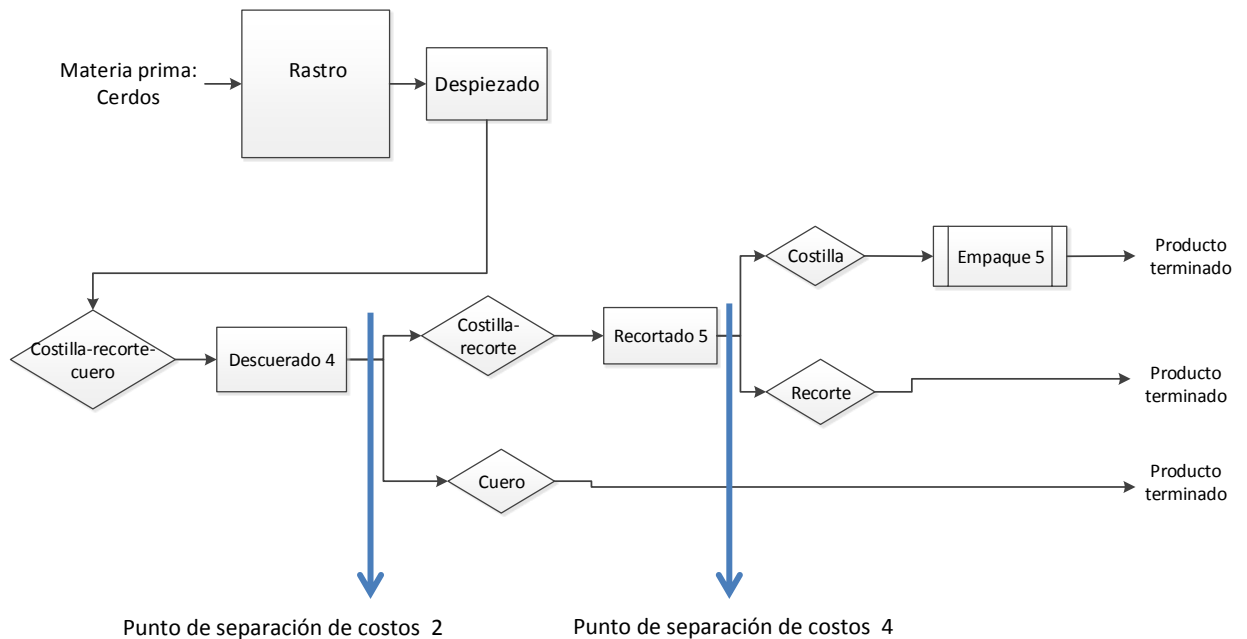 Materia prima:
Cerdos
Rastro
Despiezado
Costilla-recorte-
cuero
Descuerado 4
Costilla-
recorte
Recortado 5
Costilla
Empaque 5
Producto
terminado
Recorte
Producto
terminado
Cuero
Producto
terminado
Punto de separación de costos 2
Punto de separación de costos 4